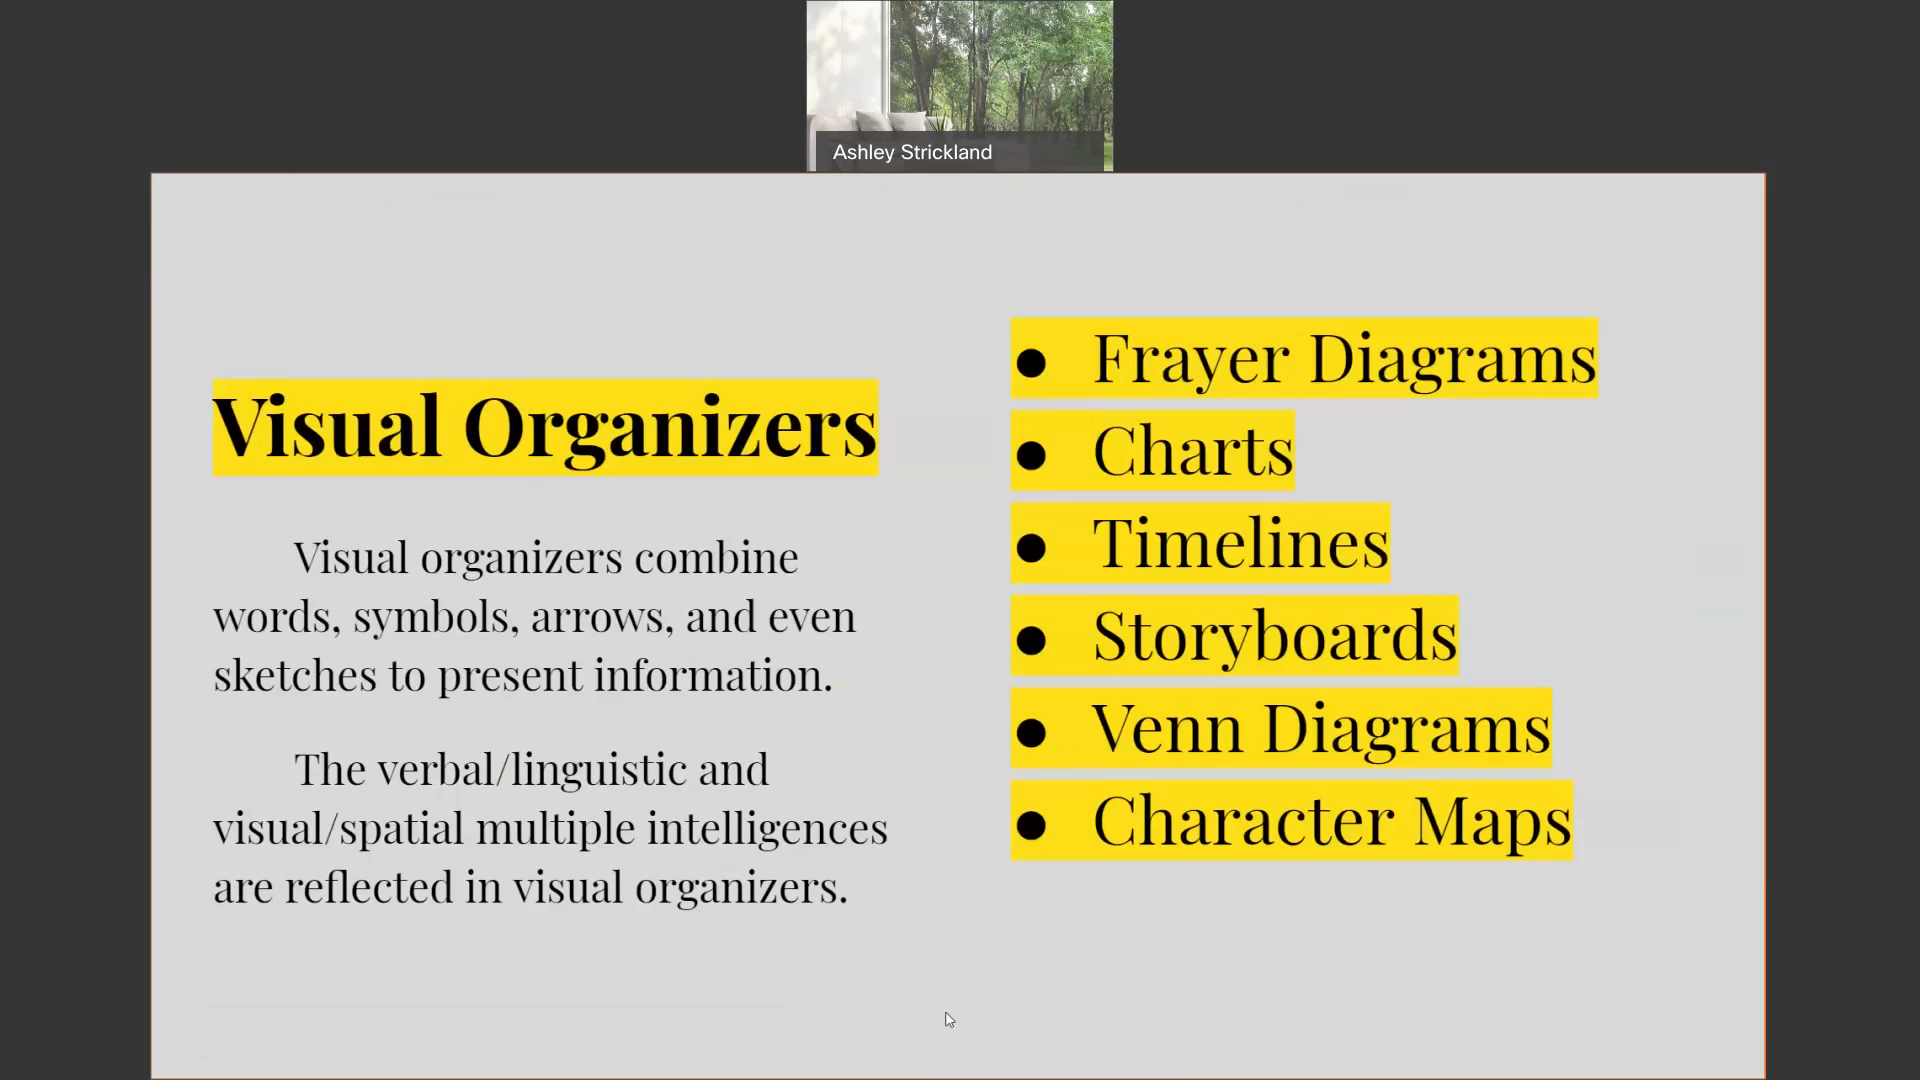 Ashley Strickland
Visual Organizers
Visual organizers combine
words, symbols, arrows, and even
sketches to present information.
The verbal/linguistic and
visual/spatial multiple intelligences
are reflected in visual organizers.
● Frayer Diagrams
● Charts
● Timelines
● Storyboards
● Venn Diagrams
● Character Maps